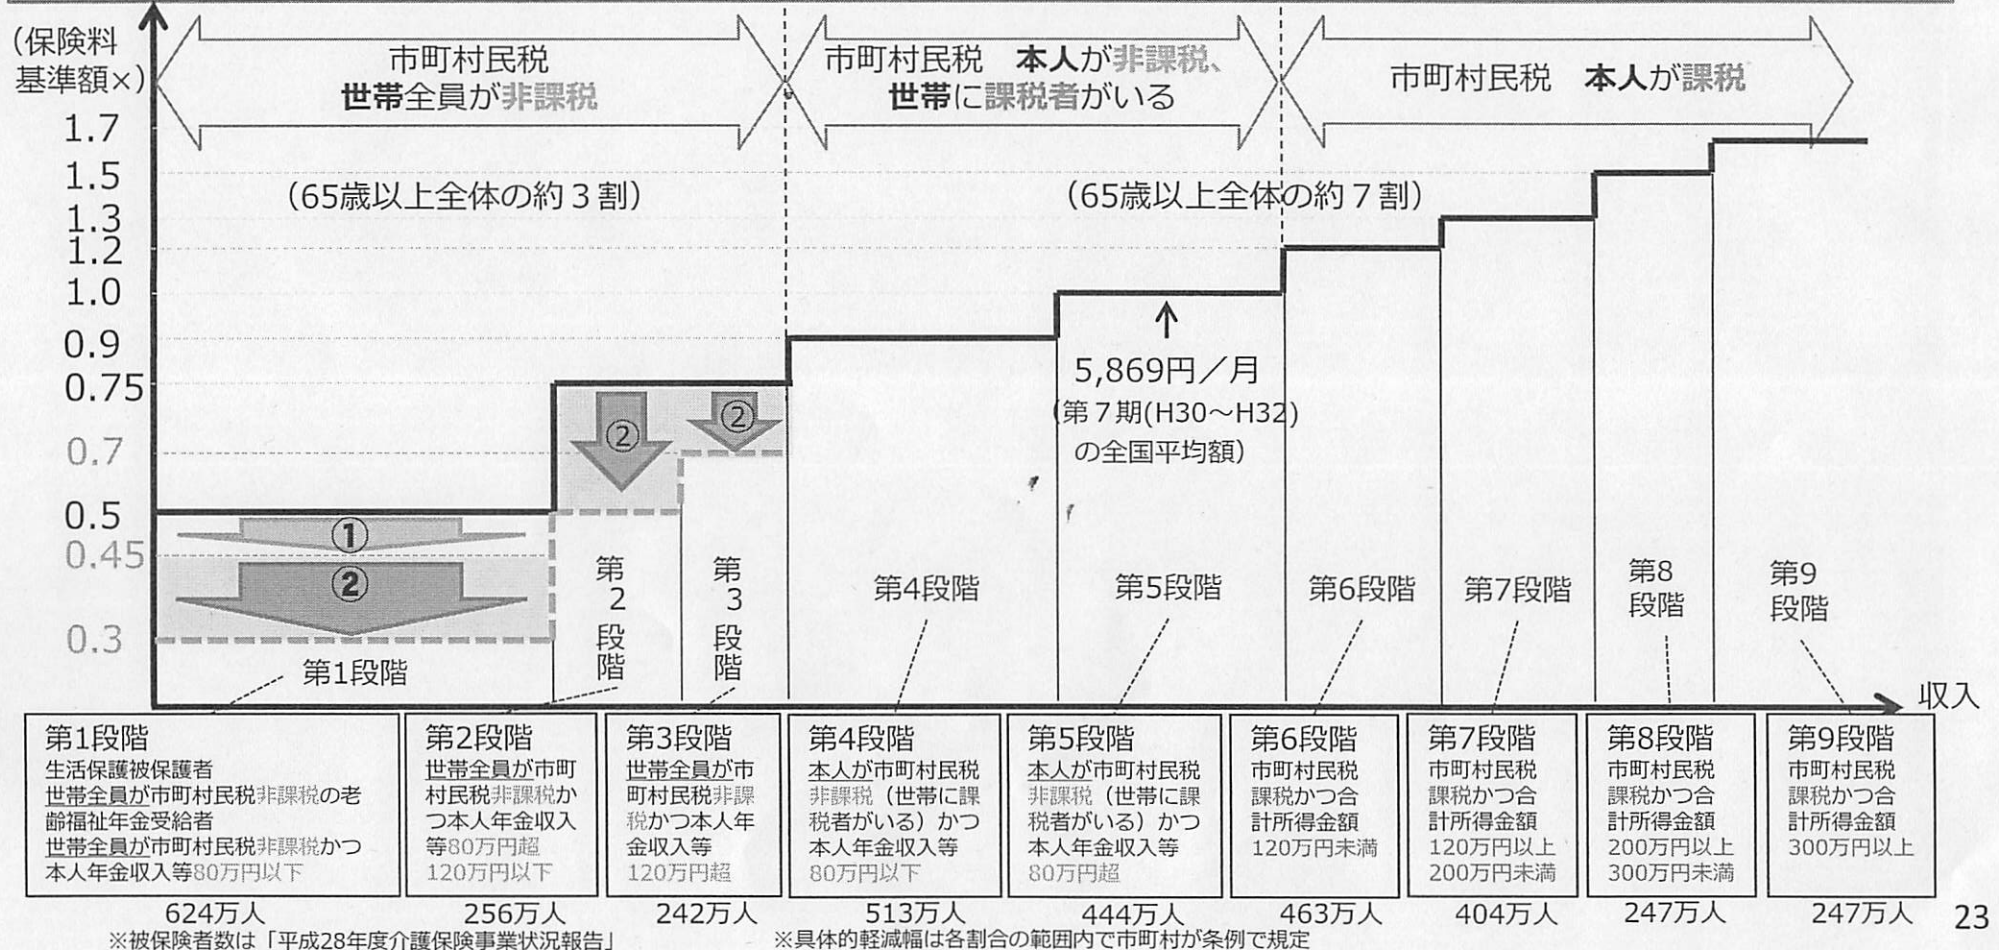 (保険料
基準額×)
1.7
1.5
1.3
1.2
1.0
0.9
0.75
0.7
0.5
0.45
0.3
市町村民税
世帯全員が非課税
市町村民税　本人が非課税、
世帯に課税者がいる
市町村民税　本人が課税
(65歳以上全体の約３割)
(65歳以上全体の約７割)
5,869円／月
(第７期(H30～H32)
の全国平均額)
②
②
①
②
第1段階
第2段階
第3段階
第4段階
第5段階
第6段階
第7段階
第8
段階
第9
段階
収入
第1段階
生活保護被保護者
世帯全員が市町村民税非課税の老
齢福祉年金受給者
世帯全員が市町村民税非課税かつ
本人年金収入等80万円以下
624万人
第2段階
世帯全員が市町
村民税非課税か
つ本人年金収入
等80万円超
120万円以下
256万人
第3段階
世帯全員が市
町村民税非課
税かつ本人年
金収入等
120万円超
242万人
第4段階
本人が市町村民税
非課税（世帯に課
税者がいる）かつ
本人年金収入等
80万円以下
513万人
第5段階
本人が市町村民税
非課税（世帯に課
税者がいる）かつ
本人年金収入等
80万円超
444万人
第6段階
市町村民税
課税かつ合
計所得金額
120万円未満
463万人
第7段階
市町村民税
課税かつ合
計所得金額
120万円以上
200万円未満
404万人
第8段階
市町村民税
課税かつ合
計所得金額
200万円以上
300万円未満
247万人
第9段階
市町村民税
課税かつ合
計所得金額
300万円以上
247万人
※被保険者数は「平成28年度介護保険事業状況報告」
※具体的軽減幅は各割合の範囲内で市町村が条例で規定
23